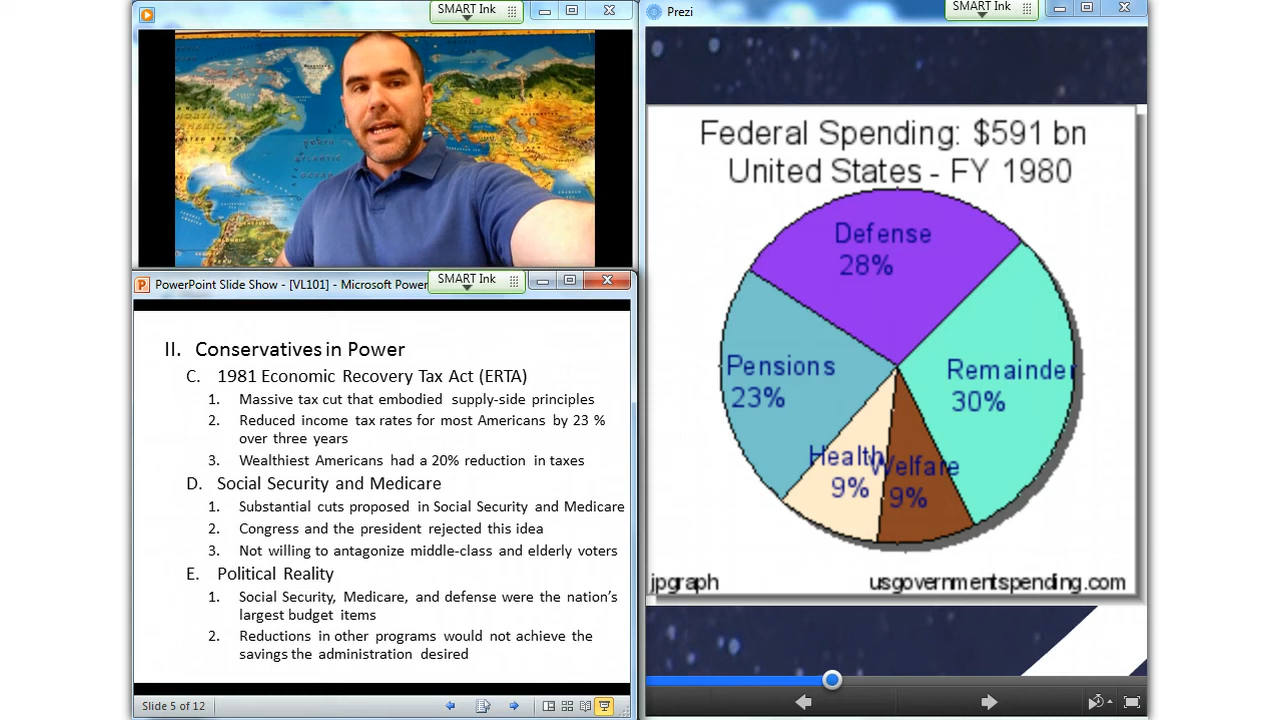 SMART Ink
Prezi
SMART Ink
UNITED STATES
PowerPoint Slide Show - [VL101] - Microsoft Power
SMART Ink
II. Conservatives in Power
C. 1981 Economic Recovery Tax Act (ERTA)
1. Massive tax cut that embodied supply-side principles
2. Reduced income tax rates for most Americans by 23 %
over three years
3. Wealthiest Americans had a 20% reduction in taxes
D. Social Security and Medicare
1. Substantial cuts proposed in Social Security and Medicare
2. Congress and the president rejected this idea
3. Not willing to antagonize middle-class and elderly voters
E. Political Reality
1. Social Security, Medicare, and defense were the nation's
largest budget items
2. Reductions in other programs would not achieve the
savings the administration desired
Slide 5 of 12
Federal Spending: $591 bn
United States - FY 1980
Defense
28%
Pensions
23%
Remainder
30%
Health
9%
Welfare
9%
jpgraph
usgovernmentspending.com